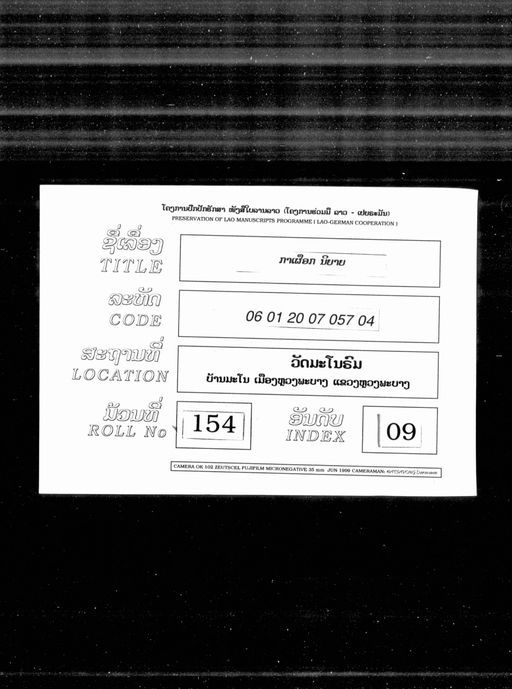 ໂຄງການປົກປັກຮັກສາ ໜັງສືໃບລານລາວ (ໂຄງການຮ່ວມມື ລາວ - ເຢຍຣະມັນ)
PRESERVATION OF LAO MANUSCRIPTS PROGRAMME ( LAO-GERMAN COOPERATION )
ຊື່ເລື່ອງ
TITLE
ກາເຜືອກ ນິຍາຍ
ລະຫັດ
CODE
06 01 20 07 057 04
ສະຖານທີ່
LOCATION
ວັດມະໂນຣົມ
ບ້ານມະໂນ ເມືອງຫຼວງພະບາງ ແຂວງຫຼວງພະບາງ
ມ້ວນທີ່
ROLL No
154
ອັນດັບ
INDEX
09
CAMERA OK 102 ZEUTSCEL FUJIFILM MICRONEGATIVE 35 mm JUN 1999 CAMERAMAN: